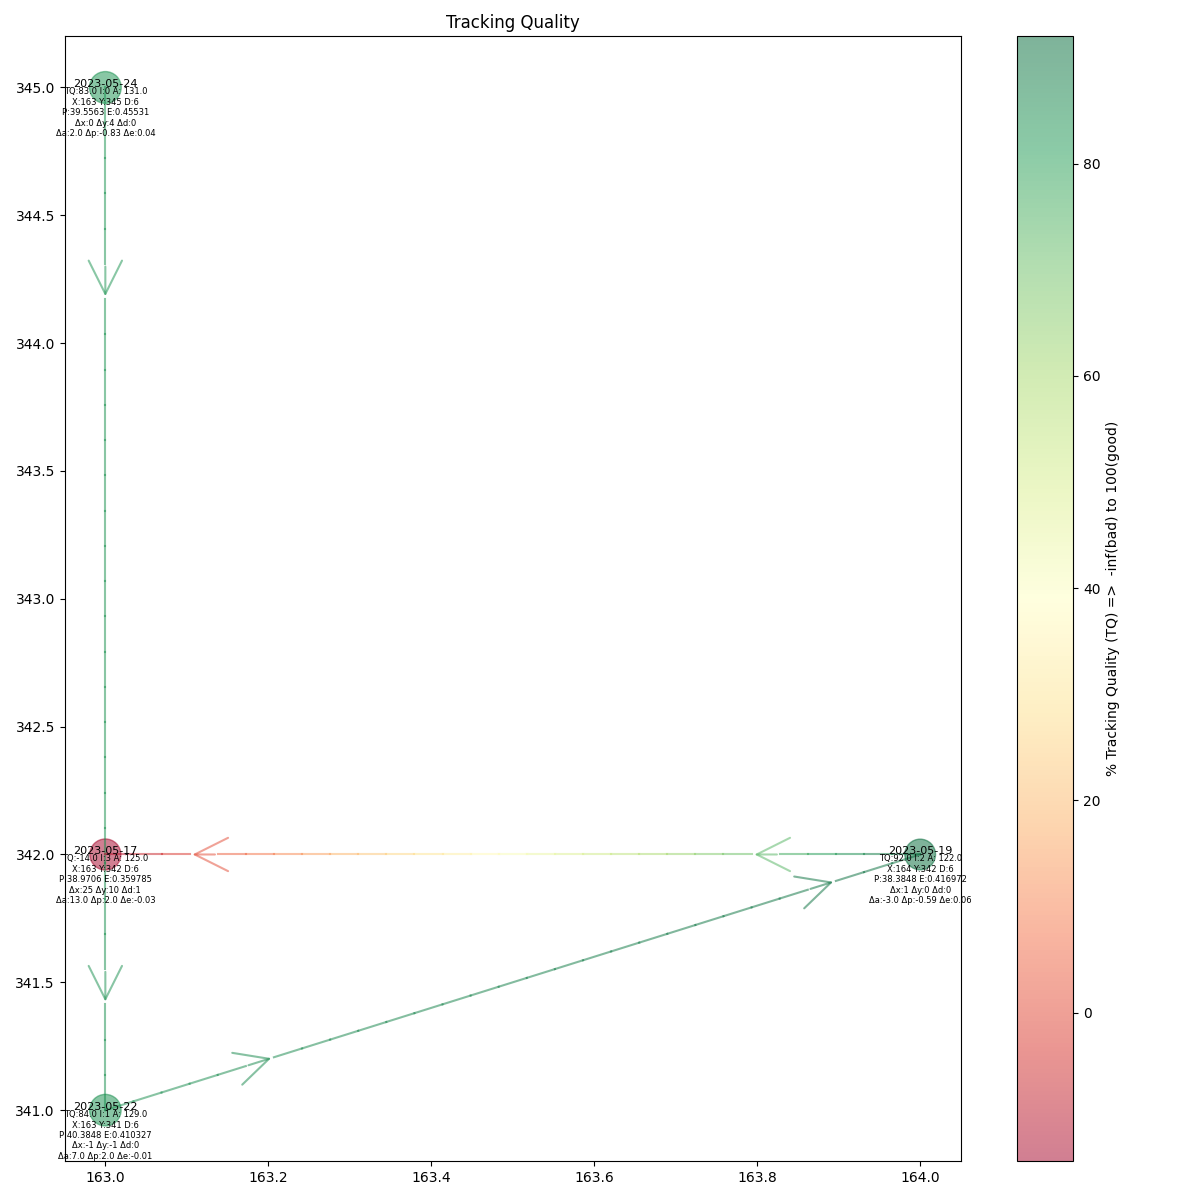 Tracking Quality
2023-05-24
TQ:83.0 I:0 A: 131.0
X:163 Y:345 D:6
P:39.5563 E:0.45531
Δx:0 Δy:4 Δd:0
Δa:2.0 Δp:-0.83 Δe:0.04
2023-05-17
TQ:-14.0 I:3 A: 125.0
X:163 Y:342 D:6
P:38.9706 E:0.359785
Δx:25 Δy:10 Δd:1
Δa:13.0 Δp:2.0 Δe:-0.03
2023-05-19
TQ:92.0 I:2 A: 122.0
X:164 Y:342 D:6
P:38.3848 E:0.416972
Δx:1 Δy:0 Δd:0
Δa:-3.0 Δp:-0.59 Δe:0.06
2023-05-22
TQ:84.0 I:1 A: 129.0
X:163 Y:341 D:6
P:40.3848 E:0.410327
Δx:-1 Δy:-1 Δd:0
Δa:7.0 Δp:2.0 Δe:-0.01
345.0
344.5
344.0
343.5
343.0
342.5
342.0
341.5
341.0
163.0
163.2
163.4
163.6
163.8
164.0
80
60
40
20
0
% Tracking Quality (TQ) => -inf(bad) to 100(good)